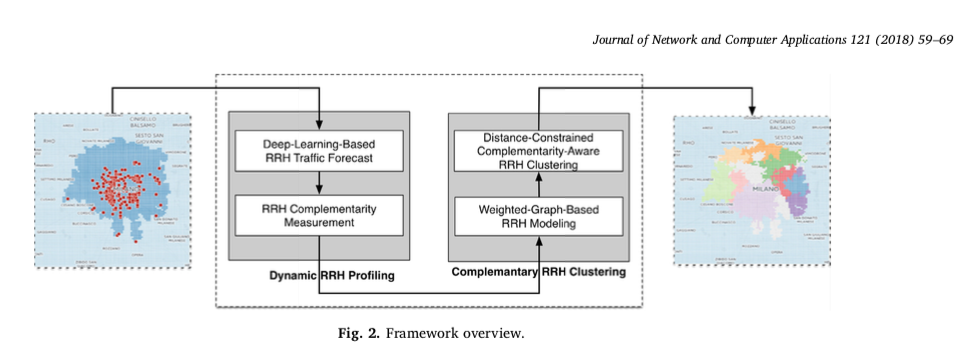 Journal of Network and Computer Applications 121 (2018) 59–69
CINISELLO
BALSAMO
SESTO SAN
GIOVANNI
RHO
Deep-Learning-Based
RRH Traffic Forecast
RRH Complementarity
Measurement
Dynamic RRH Profiling
Distance-Constrained
Complementarity-Aware
RRH Clustering
Weighted-Graph-Based
RRH Modeling
Complemantary RRH Clustering
CINISELLO
BALSAMO
SESTO SAN
GIOVANNI
RHO
MILANO
Fig. 2. Framework overview.